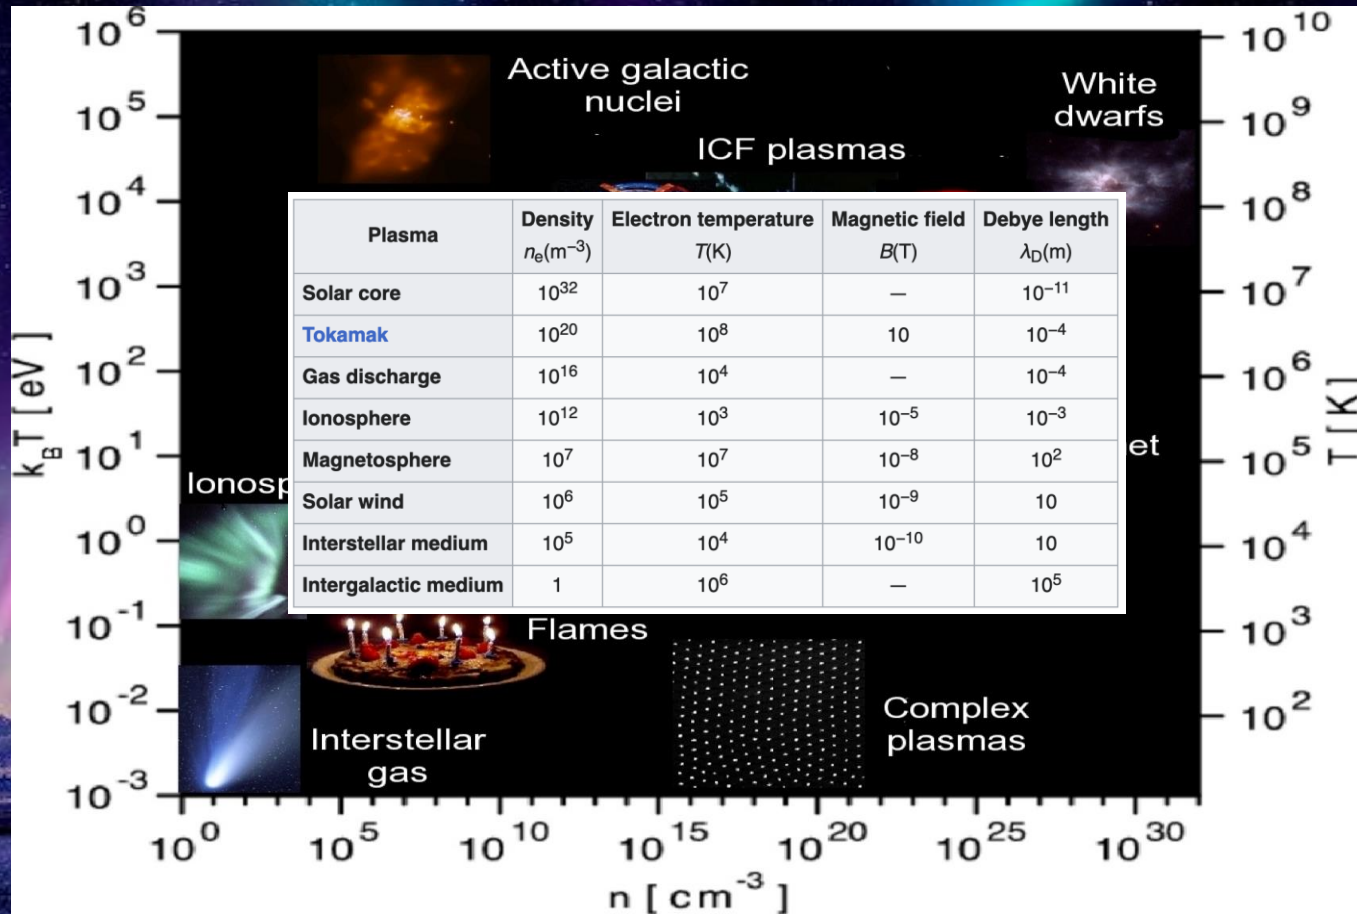 10^6
10^5
10^4
10^3
10^2
10^1
10^0
10^-1
10^-2
10^-3
k_B T [eV]
Active galactic
nuclei
White
dwarfs
ICF plasmas
Plasma | Density n_e(m^−3) | Electron temperature T(K) | Magnetic field B(T) | Debye length λ_D(m)
Solar core | 10^32 | 10^7 | — | 10^−11
Tokamak | 10^20 | 10^8 | 10 | 10^−4
Gas discharge | 10^16 | 10^4 | — | 10^−4
Ionosphere | 10^12 | 10^3 | 10^−5 | 10^−3
Magnetosphere | 10^7 | 10^7 | 10^−8 | 10^2
Solar wind | 10^6 | 10^5 | 10^−9 | 10
Interstellar medium | 10^5 | 10^4 | 10^−10 | 10
Intergalactic medium | 1 | 10^6 | — | 10^5
Ionosp
et
Flames
Interstellar
gas
Complex
plasmas
10^10
10^9
10^8
10^7
10^6
10^5
10^4
10^3
10^2
T [K]
10^0 10^5 10^10 10^15 10^20 10^25 10^30
n [cm^-3]